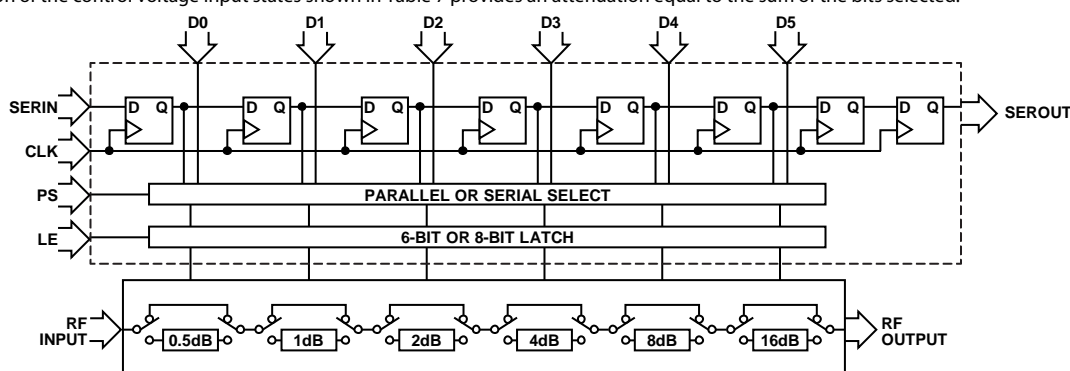 on of the control voltage input states shown in Table 7 provides an attenuation equal to the sum of the bits selected.
D0 D1 D2 D3 D4 D5
SERIN
D Q D Q D Q D Q D Q D Q D Q D Q
SEROUT
CLK
PS
PARALLEL OR SERIAL SELECT
LE
6-BIT OR 8-BIT LATCH
RF
INPUT
0.5dB 1dB 2dB 4dB 8dB 16dB
RF
OUTPUT